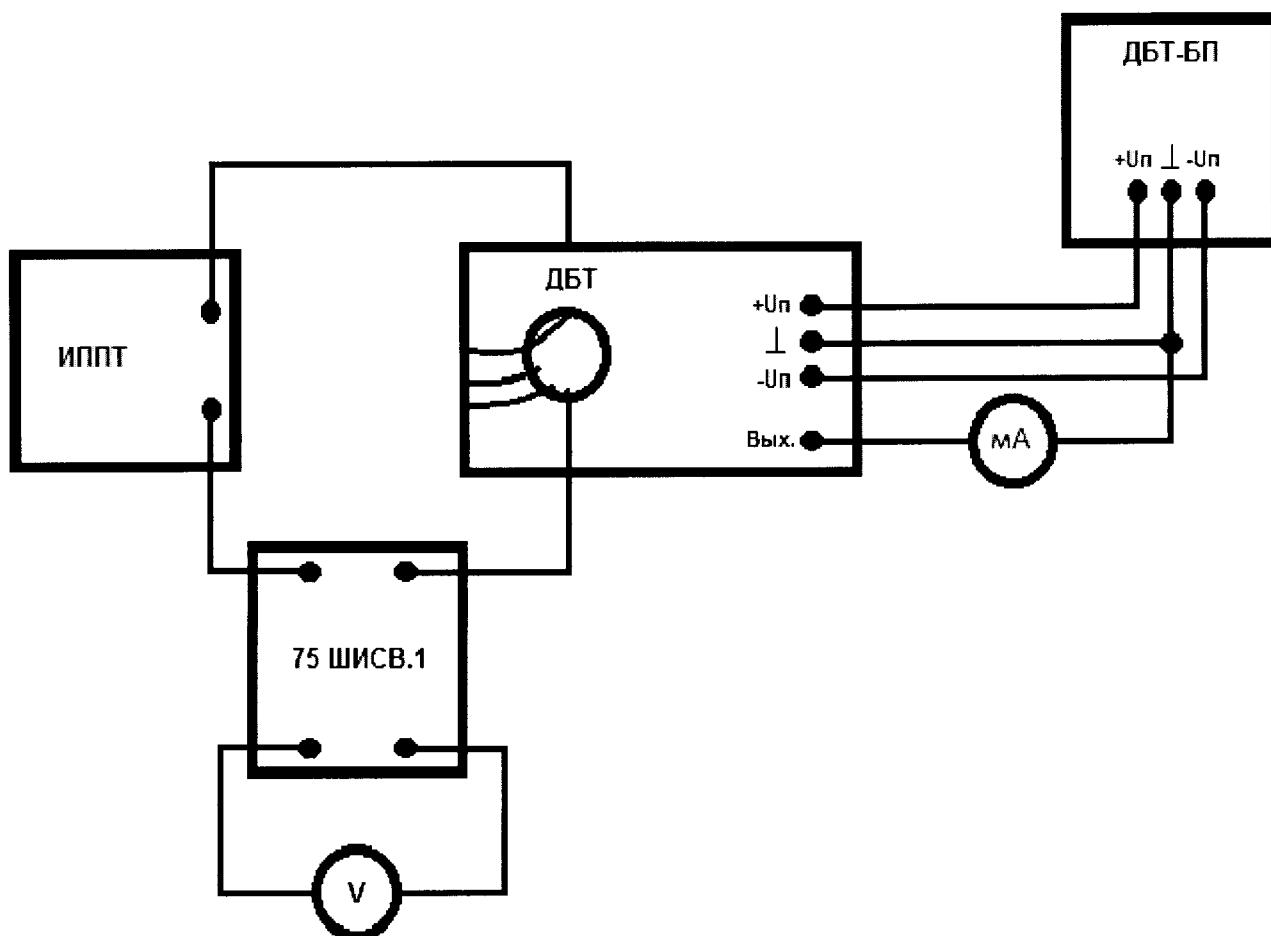 ДБТ-БП
+Uп ⊥ -Uп
ДБТ
ИППТ
+Uп
⊥
-Uп
Вых.
мА
75 ШИСВ.1
V